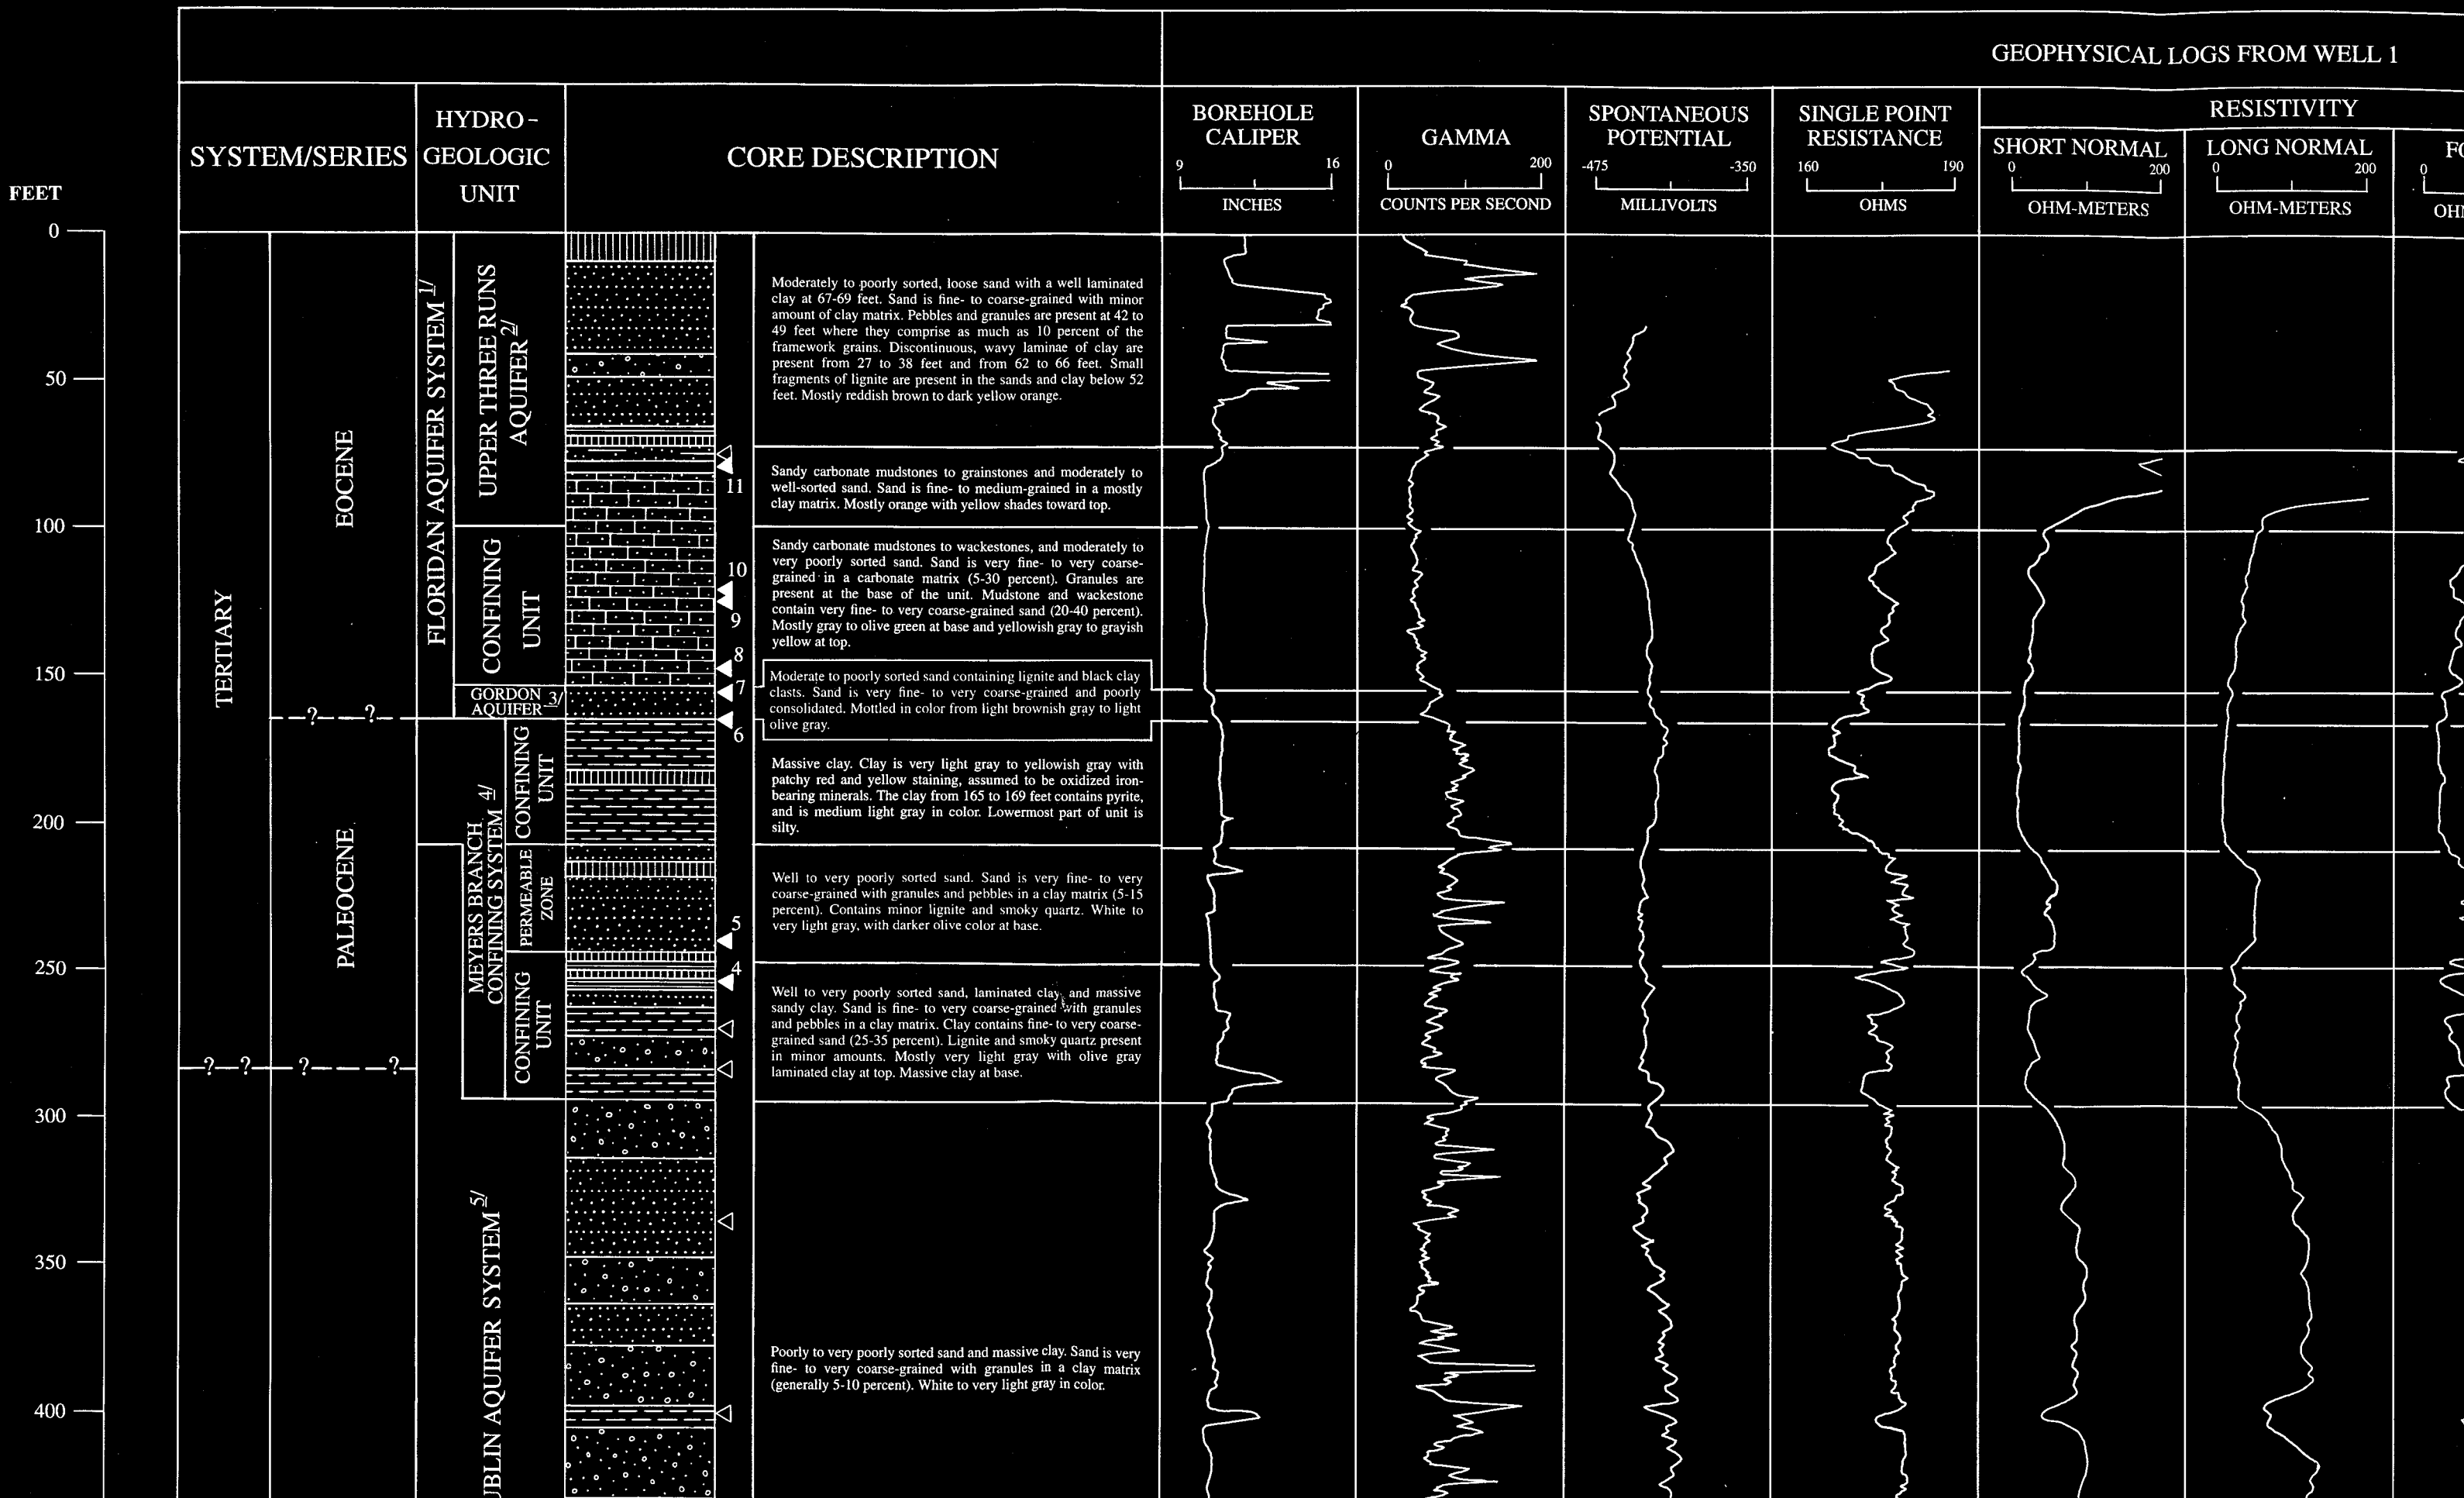 GEOPHYSICAL LOGS FROM WELL 1
SYSTEM/SERIES
HYDRO-
GEOLOGIC
UNIT
CORE DESCRIPTION
BOREHOLE
CALIPER
9 16
INCHES
GAMMA
0 200
COUNTS PER SECOND
SPONTANEOUS
POTENTIAL
-475 -350
MILLIVOLTS
SINGLE POINT
RESISTANCE
160 190
OHMS
RESISTIVITY
SHORT NORMAL
0 200
OHM-METERS
LONG NORMAL
0 200
OHM-METERS
0
FEET
0
50
100
150
200
250
300
350
400
TERTIARY
EOCENE
PALEOCENE
? ?
? ? ? ?
FLORIDAN AQUIFER SYSTEM 1/
UPPER THREE RUNS
AQUIFER 2/
CONFINING
UNIT
GORDON
AQUIFER 3/
MEYERS BRANCH
CONFINING SYSTEM 4/
CONFINING
UNIT
PERMEABLE
ZONE
CONFINING
UNIT
UBLIN AQUIFER SYSTEM 5/
11
10
9
8
7
6
5
4
Moderately to poorly sorted, loose sand with a well laminated
clay at 67-69 feet. Sand is fine- to coarse-grained with minor
amount of clay matrix. Pebbles and granules are present at 42 to
49 feet where they comprise as much as 10 percent of the
framework grains. Discontinuous, wavy laminae of clay are
present from 27 to 38 feet and from 62 to 66 feet. Small
fragments of lignite are present in the sands and clay below 52
feet. Mostly reddish brown to dark yellow orange.
Sandy carbonate mudstones to grainstones and moderately to
well-sorted sand. Sand is fine- to medium-grained in a mostly
clay matrix. Mostly orange with yellow shades toward top.
Sandy carbonate mudstones to wackestones, and moderately to
very poorly sorted sand. Sand is very fine- to very coarse-
grained in a carbonate matrix (5-30 percent). Granules are
present at the base of the unit. Mudstone and wackestone
contain very fine- to very coarse-grained sand (20-40 percent).
Mostly gray to olive green at base and yellowish gray to grayish
yellow at top.
Moderate to poorly sorted sand containing lignite and black clay
clasts. Sand is very fine- to very coarse-grained and poorly
consolidated. Mottled in color from light brownish gray to light
olive gray.
Massive clay. Clay is very light gray to yellowish gray with
patchy red and yellow staining, assumed to be oxidized iron-
bearing minerals. The clay from 165 to 169 feet contains pyrite,
and is medium light gray in color. Lowermost part of unit is
silty.
Well to very poorly sorted sand. Sand is very fine- to very
coarse-grained with granules and pebbles in a clay matrix (5-15
percent). Contains minor lignite and smoky quartz. White to
very light gray, with darker olive color at base.
Well to very poorly sorted sand, laminated clay, and massive
sandy clay. Sand is fine- to very coarse-grained with granules
and pebbles in a clay matrix. Clay contains fine- to very coarse-
grained sand (25-35 percent). Lignite and smoky quartz present
in minor amounts. Mostly very light gray with olive gray
laminated clay at top. Massive clay at base.
Poorly to very poorly sorted sand and massive clay. Sand is very
fine- to very coarse-grained with granules in a clay matrix
(generally 5-10 percent). White to very light gray in color.